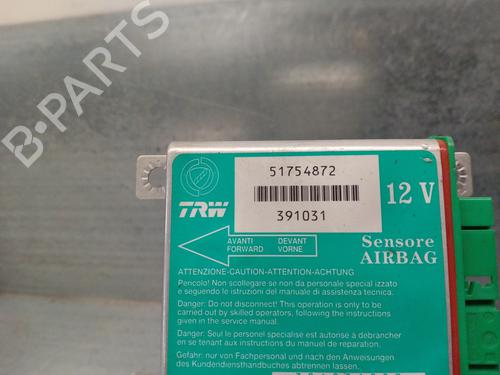 B-PARTS
51754872
391031
TRW
12 V
AVANTI DEVANT
FORWARD VORNE
Sensore
AIRBAG
ATTENZIONE-CAUTION-ATTENTION-ACHTUNG
Pericolo! Non scollegare se non da personale special izzato
e seguendo le istruzioni del manuale di assistenza tecnica.
Danger: Do not disconnect! This operation is only to be
carried out by skilled operators, following the instructions
given in the service manual.
Danger: Seul le personel specialise est autorise à debrancher
en se tenant aux instructions du manuel de reparation.
Gefahr: nur von Fachpersonal und nach den Anweisungen
des Kundendiensthandbuches abtrennen lassen.